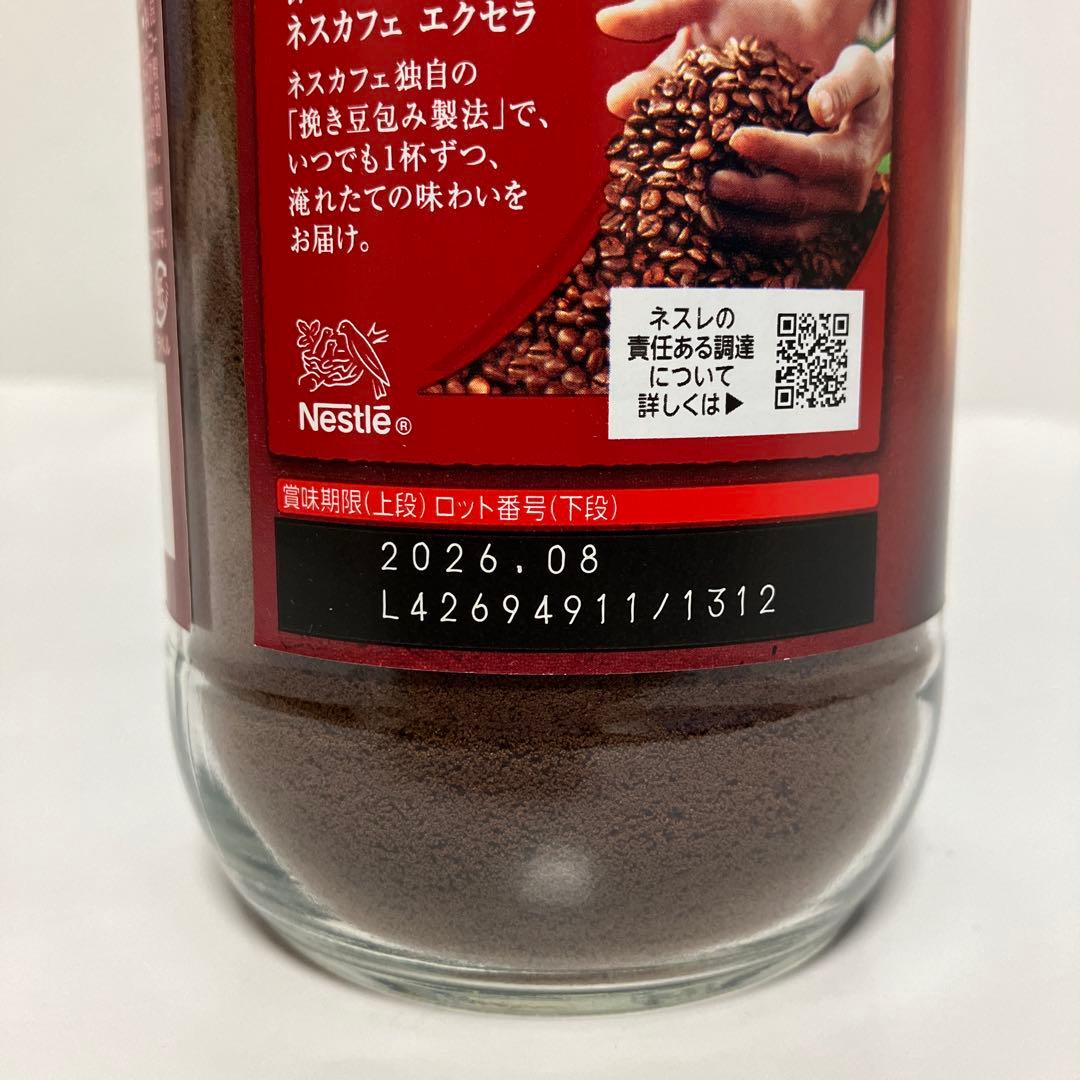 ネスカフェ エクセラ
ネスカフェ独自の
「挽き豆包み製法」で、
いつでも1杯ずつ、
淹れたての味わいを
お届け。
ネスレの
責任ある調達
について
詳しくは▶
Nestlé®
賞味期限(上段) ロット番号(下段)
2026.08
L42694911/1312